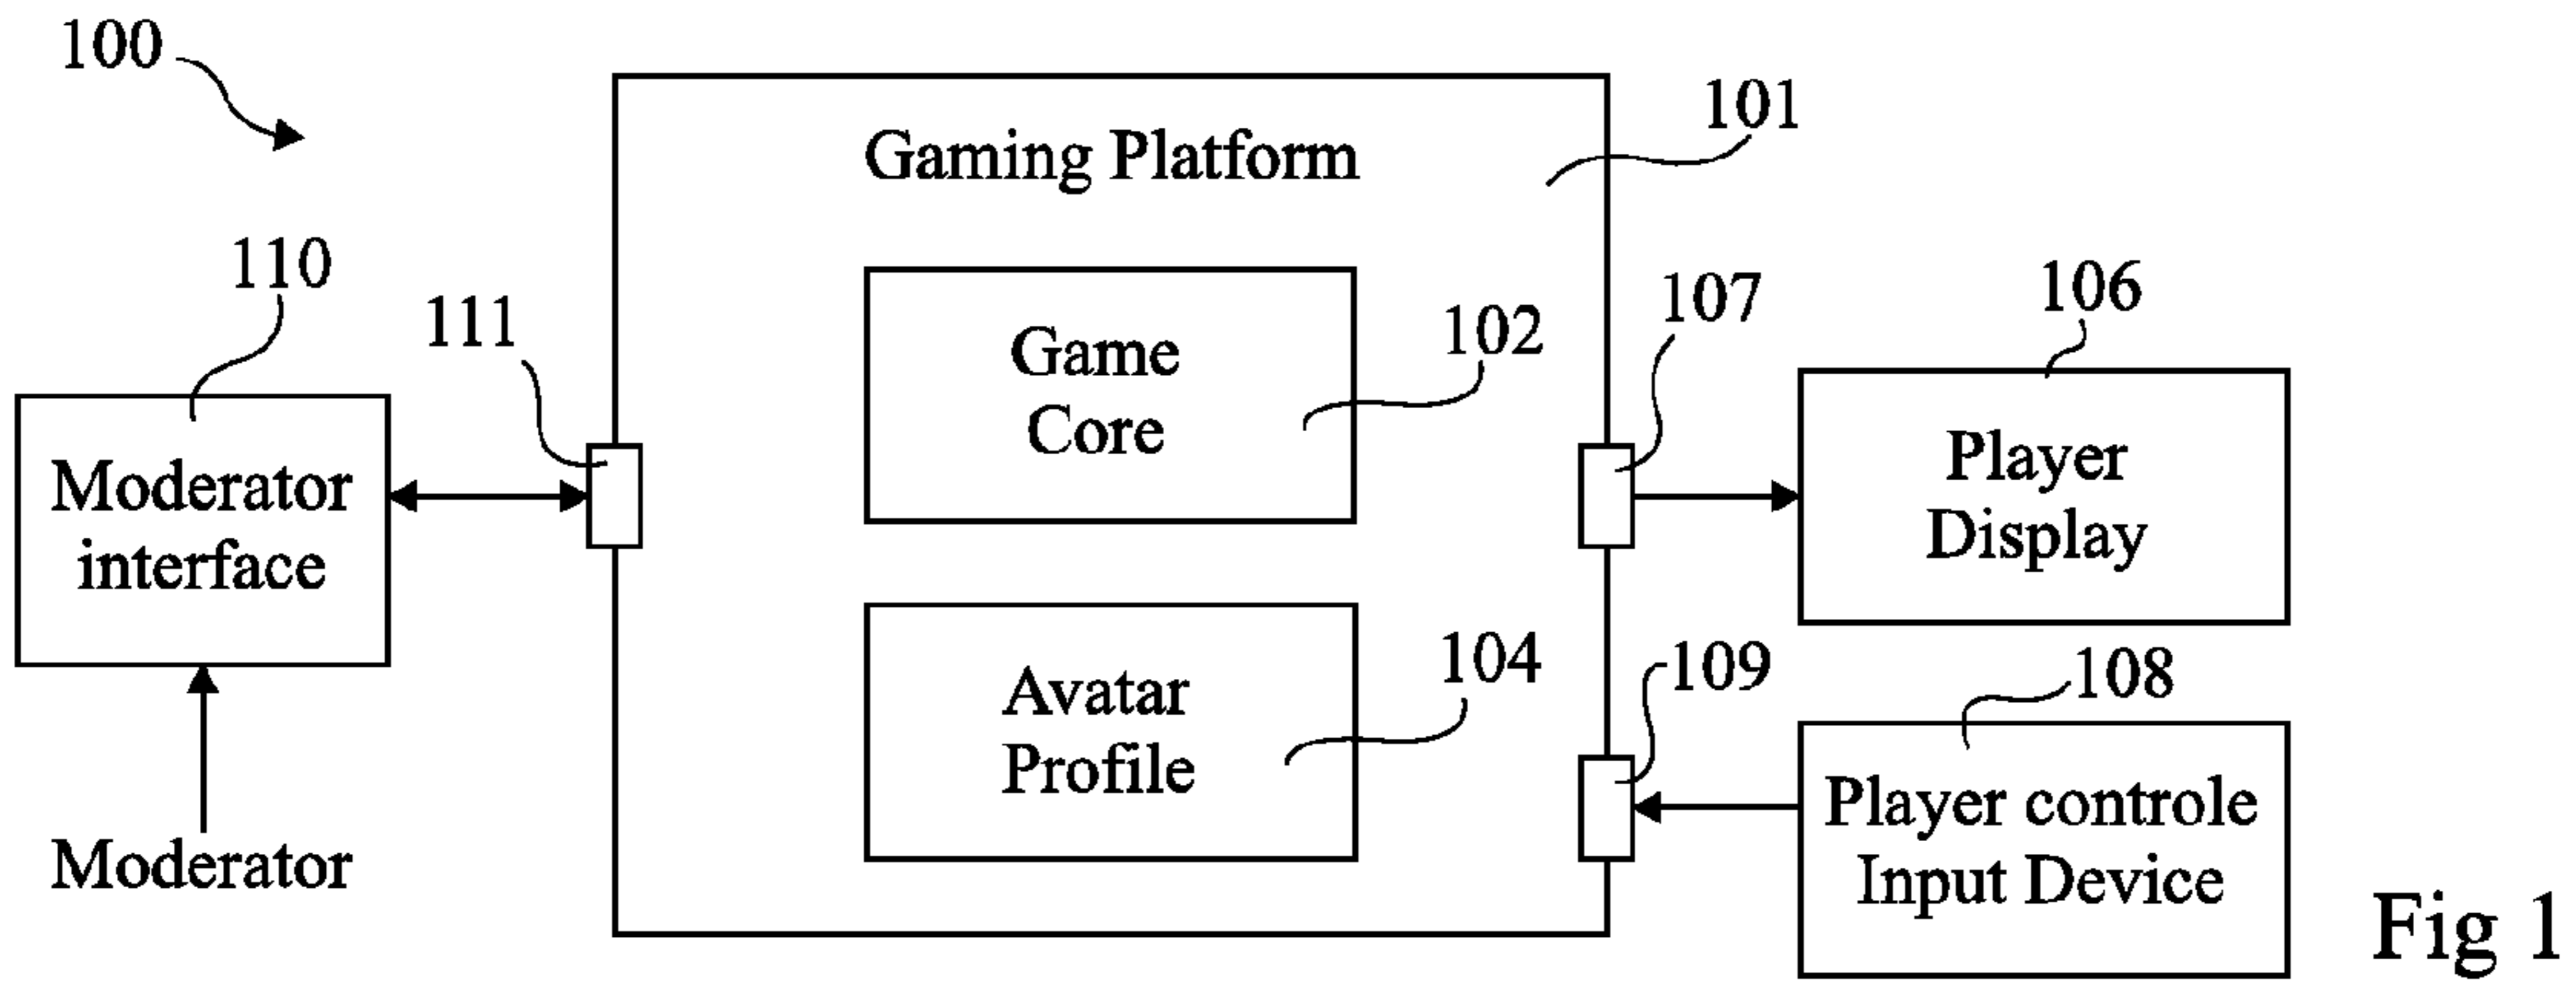 100
101
Gaming Platform
110
111
107
106
Game
Core
102
Moderator
interface
Player
Display
Avatar
Profile
104
109
108
Player controle
Input Device
Moderator
Fig 1